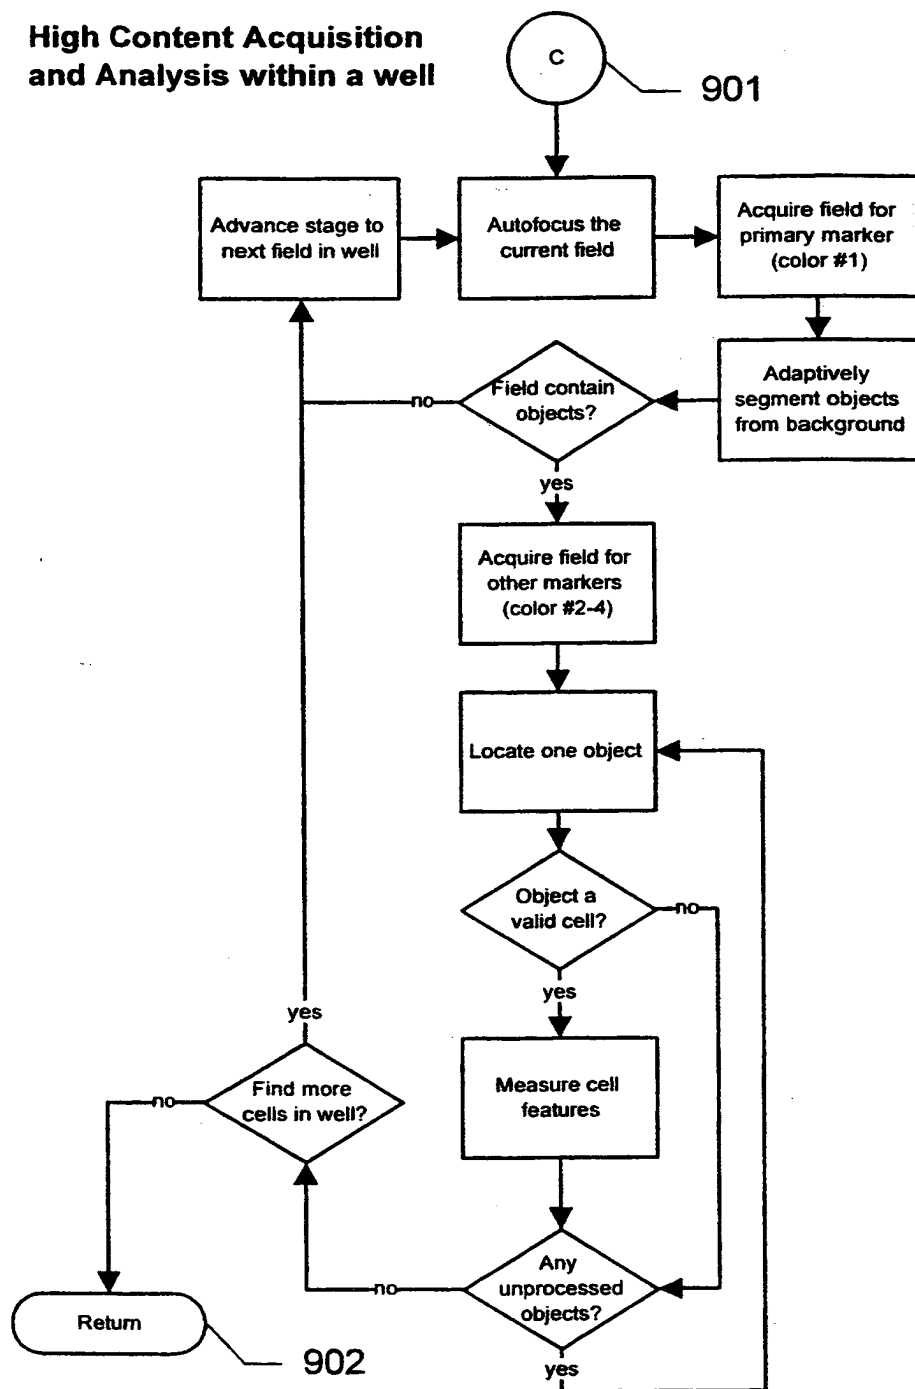 High Content Acquisition
and Analysis within a well
C
901
Advance stage to
next field in well
Autofocus the
current field
Acquire field for
primary marker
(color #1)
Adaptively
segment objects
from background
Field contain
objects?
no
yes
Acquire field for
other markers
(color #2-4)
Locate one object
Object a
valid cell?
no
yes
Measure cell
features
yes
Find more
cells in well?
no
Any
unprocessed
objects?
no
yes
Return
902